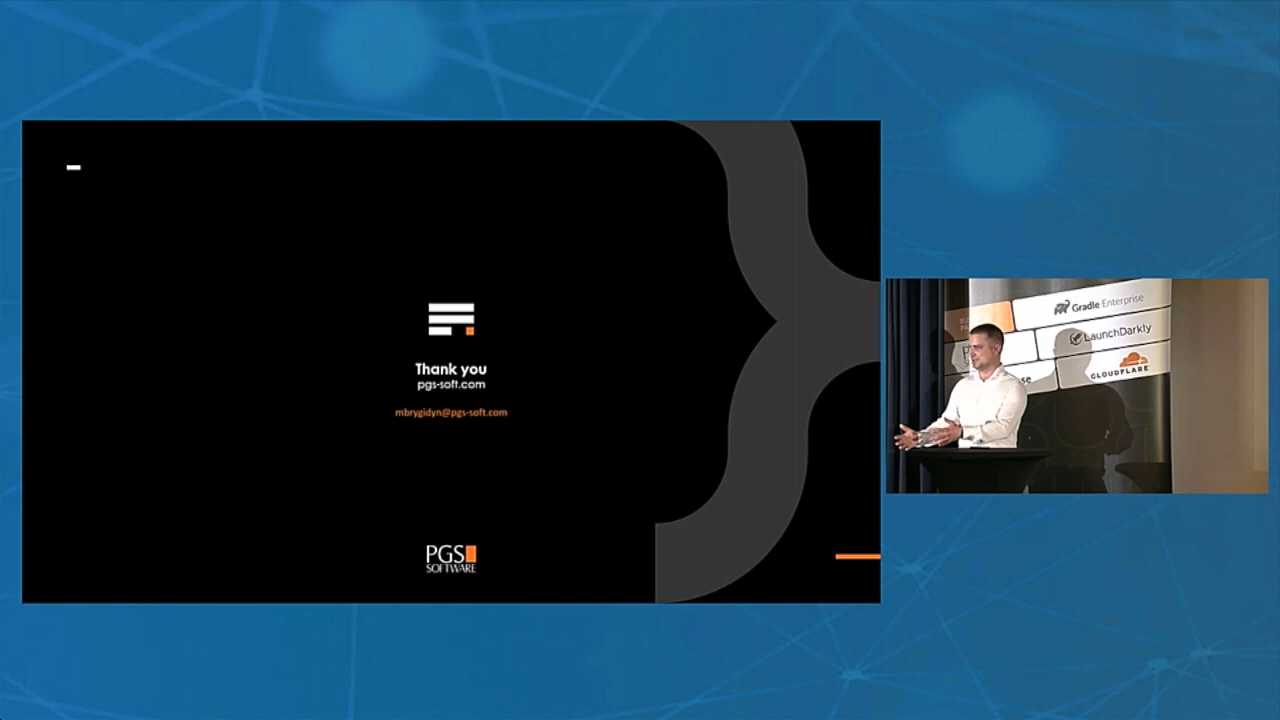 Thank you
pgs-soft.com
mbrygidyn@pgs-soft.com
PGS
SOFTWARE
Gradle Enterprise
LaunchDarkly
CLOUDFLARE